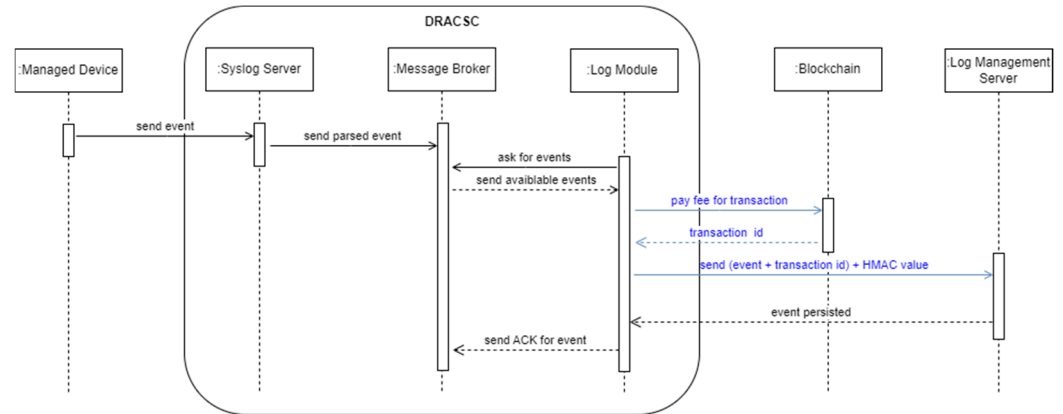 DRACSC
:Managed Device
:Syslog Server
:Message Broker
:Log Module
:Blockchain
:Log Management
Server
send event
send parsed event
ask for events
send avaiblable events
pay fee for transaction
transaction id
send (event + transaction id) + HMAC value
event persisted
send ACK for event